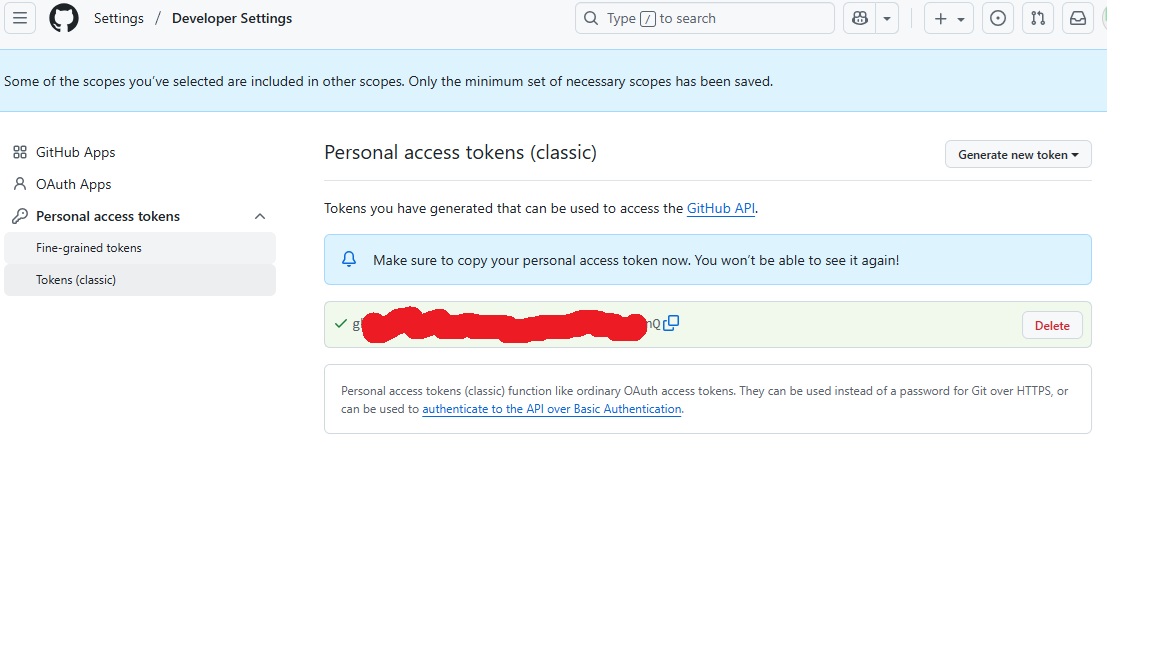 Settings / Developer Settings
Type / to search
Some of the scopes you've selected are included in other scopes. Only the minimum set of necessary scopes has been saved.
GitHub Apps
OAuth Apps
Personal access tokens
Fine-grained tokens
Tokens (classic)
Personal access tokens (classic)
Generate new token
Tokens you have generated that can be used to access the GitHub API.
Make sure to copy your personal access token now. You won't be able to see it again!
Delete
Personal access tokens (classic) function like ordinary OAuth access tokens. They can be used instead of a password for Git over HTTPS, or
can be used to authenticate to the API over Basic Authentication.